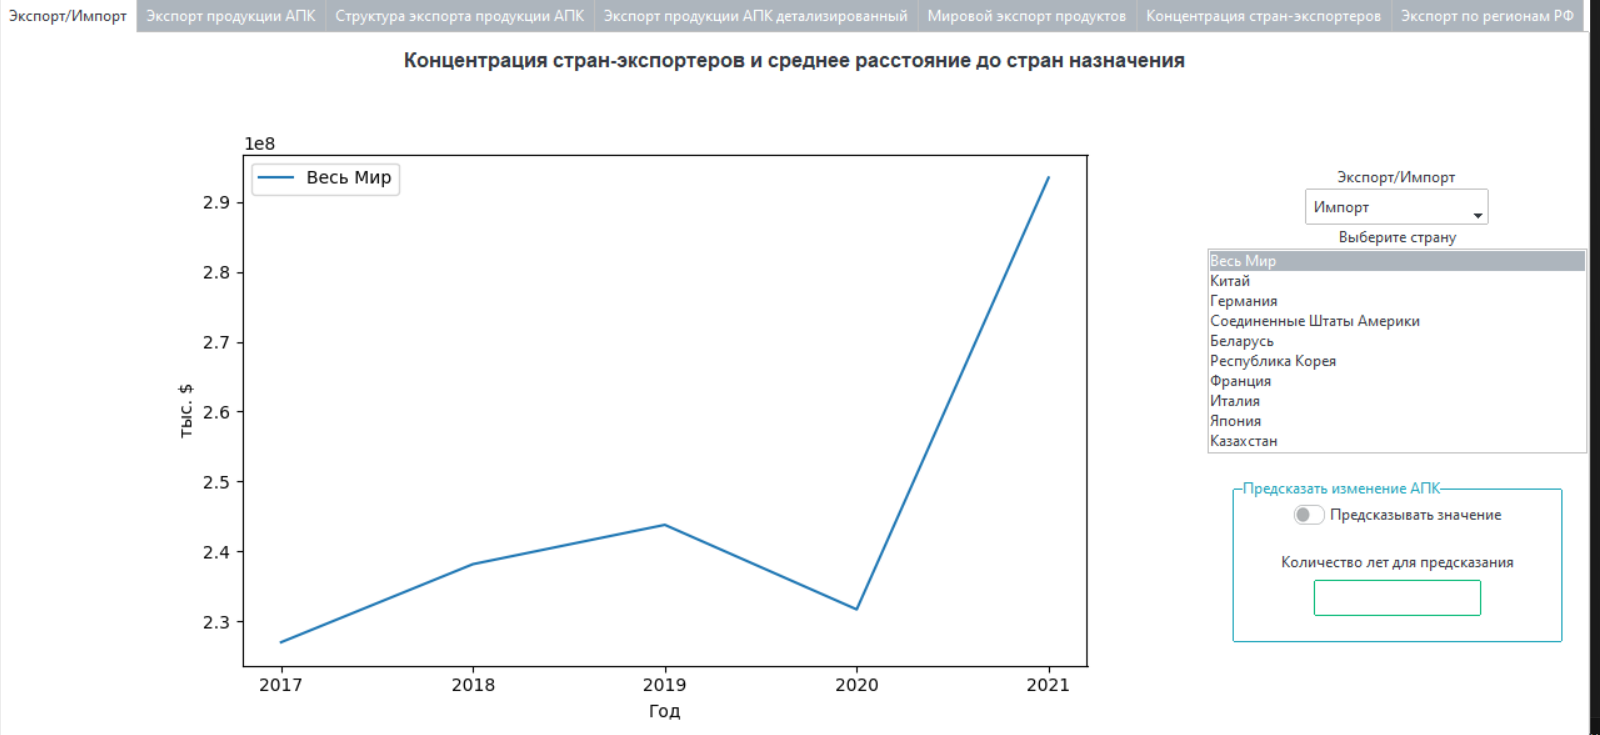 Экспорт/Импорт
Экспорт продукции АПК
Структура экспорта продукции АПК
Экспорт продукции АПК детализированный
Мировой экспорт продуктов
Концентрация стран-экспортеров
Экспорт по регионам РФ
Концентрация стран-экспортеров и среднее расстояние до стран назначения
1e8
Весь Мир
2.9
2.8
2.7
2.6
2.5
2.4
2.3
тыс. $
2017
2018
2019
2020
2021
Год
Экспорт/Импорт
Импорт
Выберите страну
Весь Мир
Китай
Германия
Соединенные Штаты Америки
Беларусь
Республика Корея
Франция
Италия
Япония
Казахстан
Предсказать изменение АПК
Предсказывать значение
Количество лет для предсказания